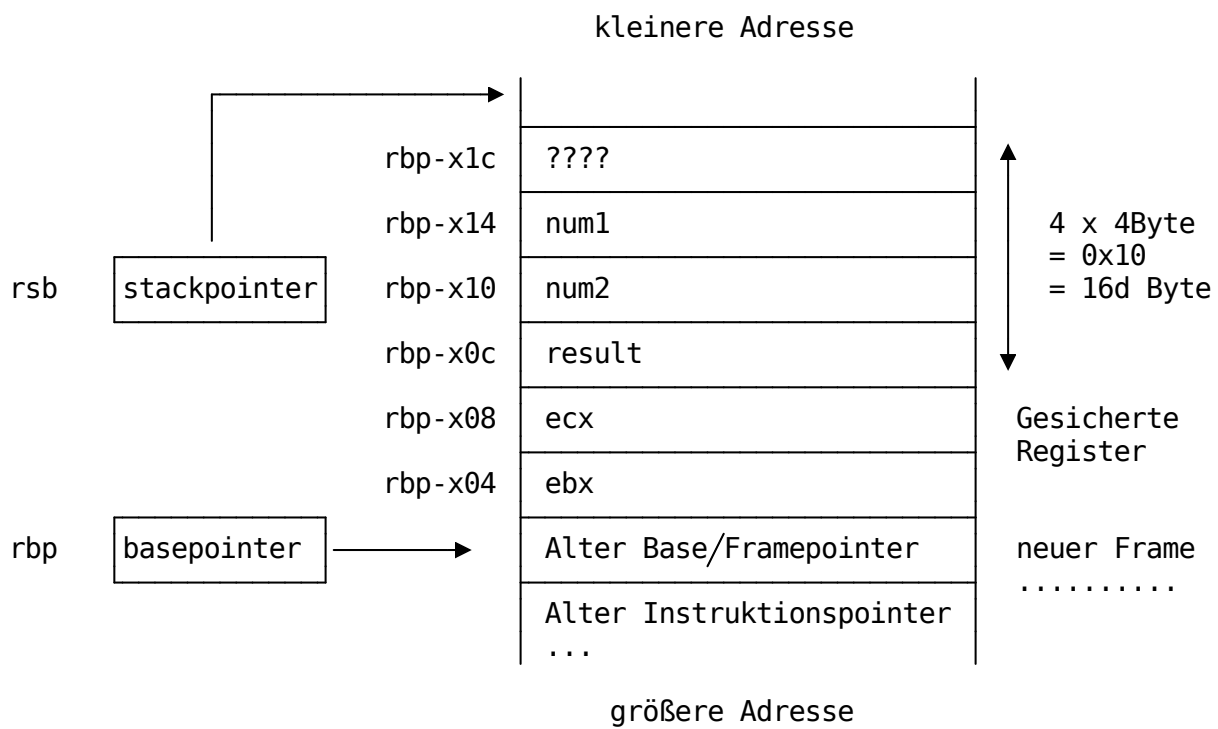 kleinere Adresse
rbp-x1c ????
rbp-x14 num1 4 x 4Byte
= 0x10
rsb stackpointer rbp-x10 num2 = 16d Byte
rbp-x0c result
rbp-x08 ecx Gesicherte
Register
rbp-x04 ebx
rbp basepointer Alter Base/Framepointer neuer Frame
..........
Alter Instruktionspointer
...
größere Adresse